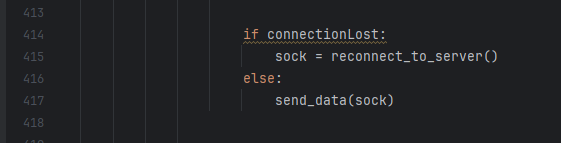 413
414 if connectionLost:
415 sock = reconnect_to_server()
416 else:
417 send_data(sock)
418